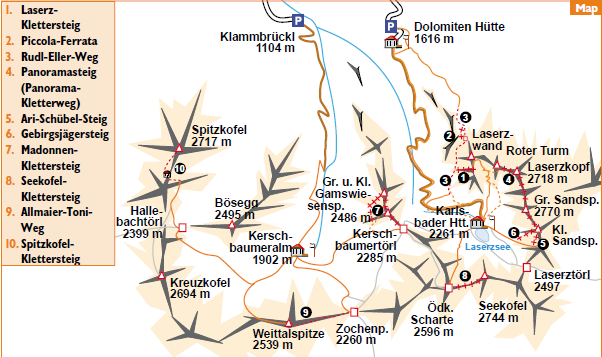 1. Laserz-
Klettersteig
2. Piccola-Ferrata
3. Rudl-Eller-Weg
4. Panoramasteig
(Panorama-
Kletterweg)
5. Ari-Schübel-Steig
6. Gebirgsjägersteig
7. Madonnen-
Klettersteig
8. Seekofel-
Klettersteig
9. Allmaier-Toni-
Weg
10. Spitzkofel-
Klettersteig
Map
P
Klammbrückl
1104 m
P
Dolomiten Hütte
1616 m
Spitzkofel
2717 m
10
Halle-
bachtörl
2399 m
Bösegg
2495 m
Kreuzkofel
2694 m
Kersch-
baumeralm
1902 m
Gr. u. Kl.
Gamswie-
sensp.
2486 m
7
Kersch-
baumertörl
2285 m
3
2
Laserz-
wand
1
3
Roter Turm
4
Laserzkopf
2718 m
Gr. Sandsp.
2770 m
6
Kl.
Sandsp.
5
Karls-
bader Htt.
2261 m
Laserzsee
Laserztörl
2497
8
Seekofel
2744 m
Ödk.
Scharte
2596 m
9
Weittalspitze
2539 m
Zochenp.
2260 m